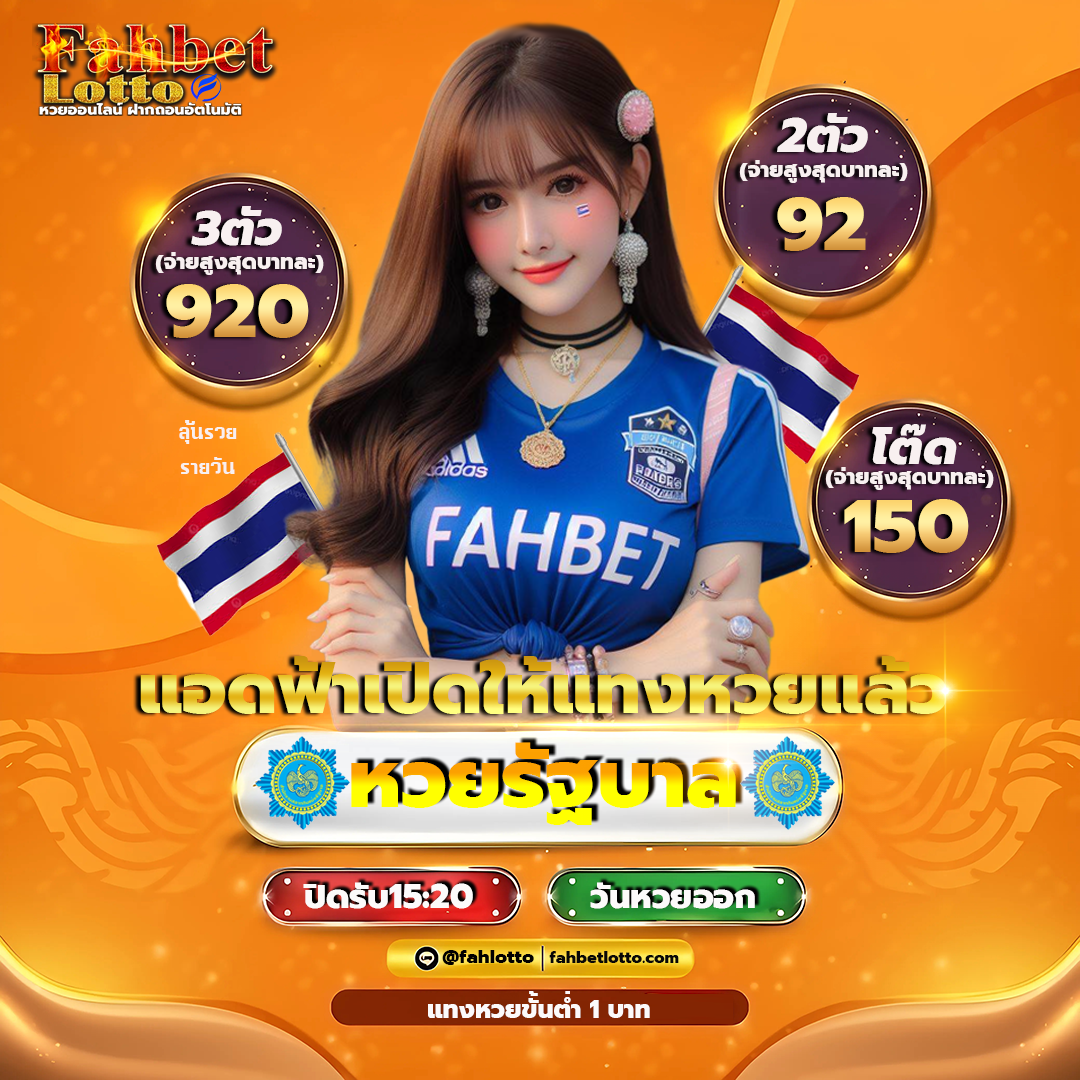 Fahbet
Lotto
หวยออนไลน์ ฝากถอนอัตโนมัติ
2ตัว
(จ่ายสูงสุดบาทละ)
92
3ตัว
(จ่ายสูงสุดบาทละ)
920
ลุ้นรวย
รายวัน
โต๊ด
(จ่ายสูงสุดบาทละ)
150
adidas
FAHBET
แอดฟ้าเปิดให้แทงหวยแล้ว
หวยรัฐบาล
ปิดรับ15:20
วันหวยออก
@fahlotto
fahbetlotto.com
แทงหวยขั้นต่ำ 1 บาท